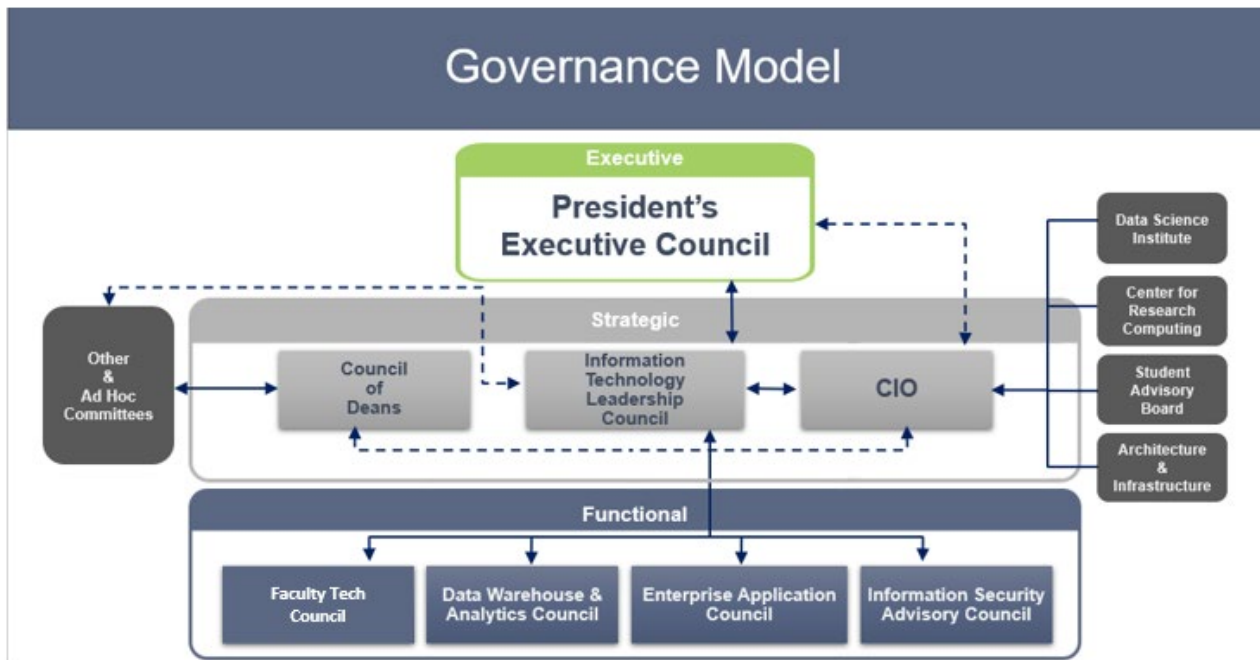 Governance Model
Executive
President's
Executive Council
Strategic
Other
&
Ad Hoc
Committees
Council
of
Deans
Information
Technology
Leadership
Council
CIO
Data Science
Institute
Center for
Research
Computing
Student
Advisory
Board
Architecture
&
Infrastructure
Functional
Faculty Tech
Council
Data Warehouse &
Analytics Council
Enterprise Application
Council
Information Security
Advisory Council